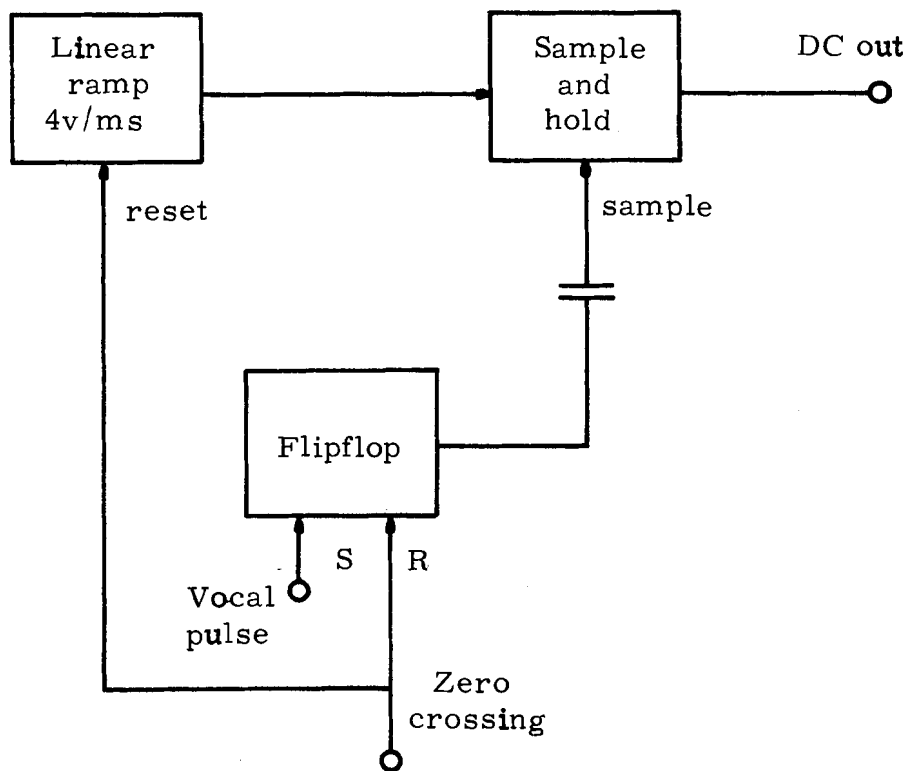 Linear
ramp
4v/ms
Sample
and
hold
DC out
reset
sample
Flipflop
S
R
Vocal
pulse
Zero
crossing